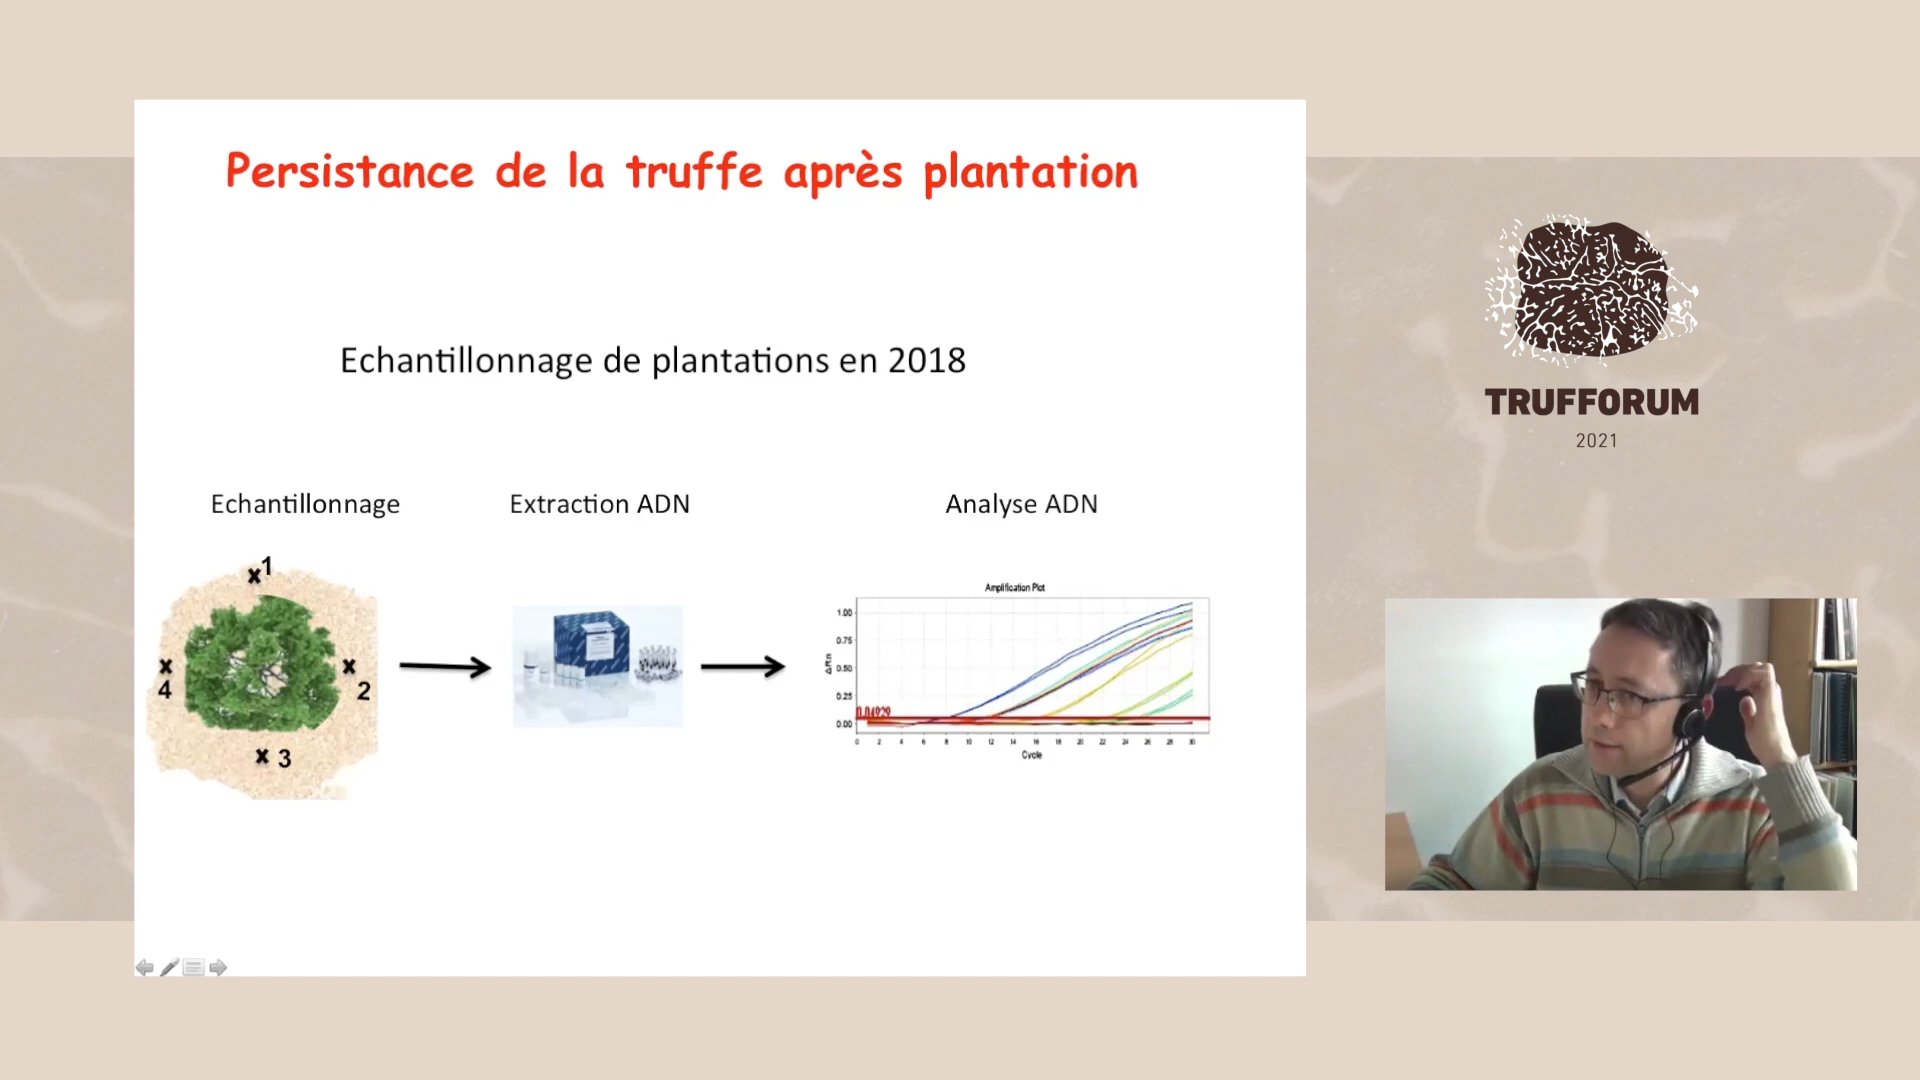 Persistance de la truffe après plantation
Echantillonnage de plantations en 2018
Echantillonnage
Extraction ADN
Analyse ADN
1
2
3
4
Amplification Plot
1.00
0.75
0.50
0.25
0.00
ΔRn
0.04929
0 2 4 6 8 10 12 14 16 18 20 22 24 26 28 30
Cycle
TRUFFORUM
2021